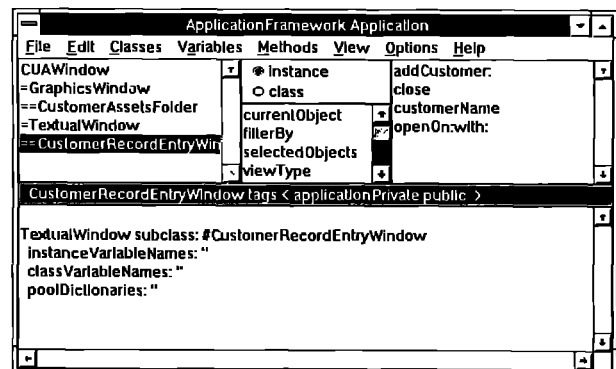 ApplicationFramework Application
File Edit Classes Variables Methods View Options Help
CUAWindow
=GraphicsWindow
==CustomerAssetsFolder
=TextualWindow
==CustomerRecordEntryWin
instance
class
currentObject
filterBy
selectedObjects
viewType
addCustomer:
close
customerName
openOn:with:
CustomerRecordEntryWindow tags < applicationPrivate public >
TextualWindow subclass: #CustomerRecordEntryWindow
instanceVariableNames: ''
classVariableNames: ''
poolDictionaries: ''